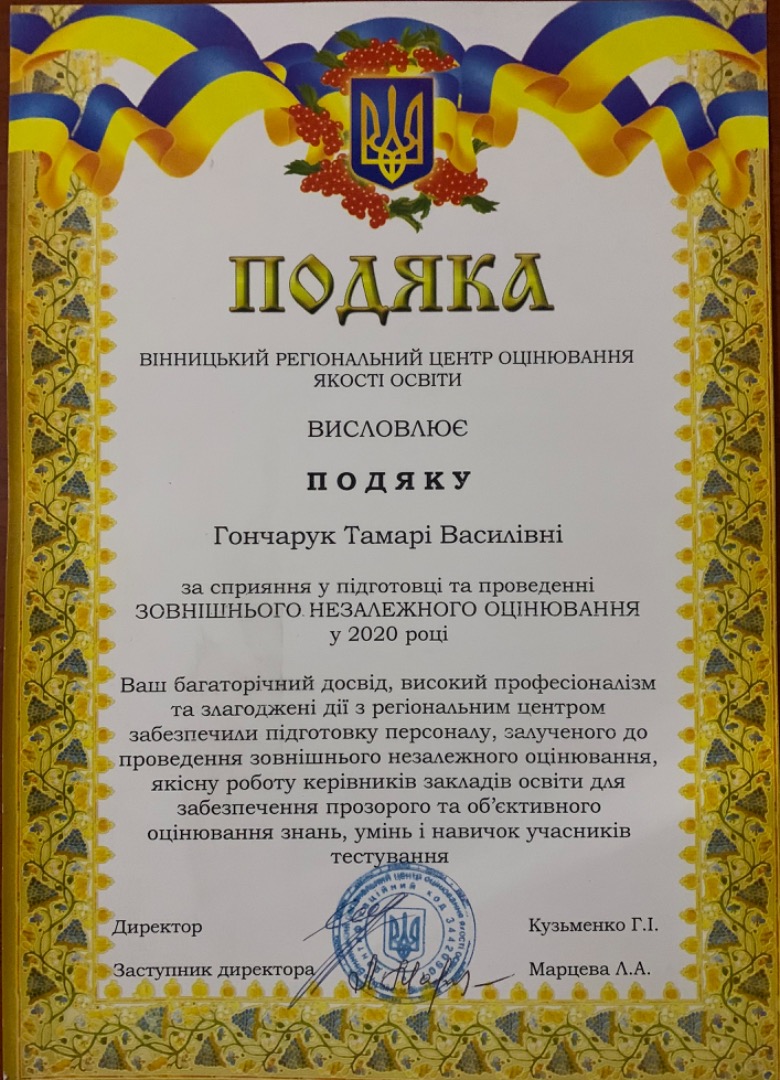 ПОДЯКА
ВІННИЦЬКИЙ РЕГІОНАЛЬНИЙ ЦЕНТР ОЦІНЮВАННЯ
ЯКОСТІ ОСВІТИ
ВИСЛОВЛЮЄ
ПОДЯКУ
Гончарук Тамарі Василівні
за сприяння у підготовці та проведенні
ЗОВНІШНЬОГО НЕЗАЛЕЖНОГО ОЦІНЮВАННЯ
у 2020 році
Ваш багаторічний досвід, високий професіоналізм
та злагоджені дії з регіональним центром
забезпечили підготовку персоналу, залученого до
проведення зовнішнього незалежного оцінювання,
якісну роботу керівників закладів освіти для
забезпечення прозорого та об’єктивного
оцінювання знань, умінь і навичок учасників
тестування
Директор Кузьменко Г.І.
Заступник директора Марцева Л.А.